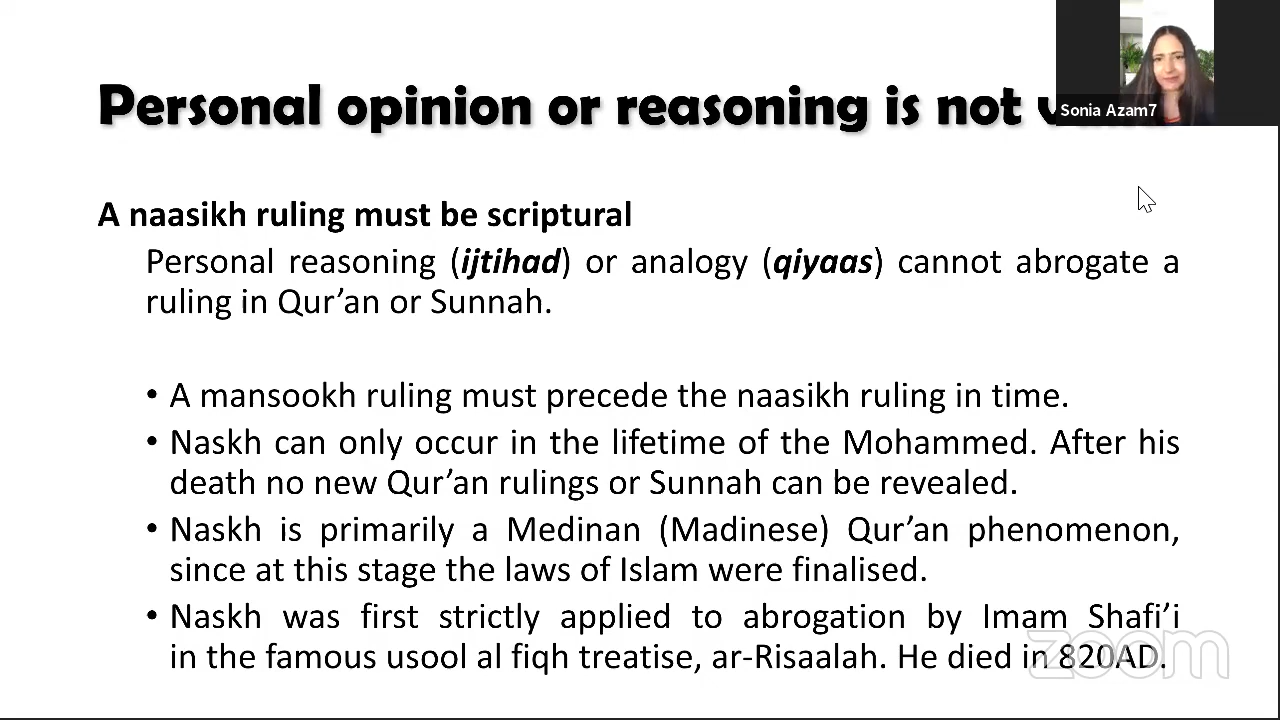 Personal opinion or reasoning is not
Sonia Azam7
A naasikh ruling must be scriptural
Personal reasoning (ijtihad) or analogy (qiyaas) cannot abrogate a
ruling in Qur’an or Sunnah.
• A mansookh ruling must precede the naasikh ruling in time.
• Naskh can only occur in the lifetime of the Mohammed. After his
death no new Qur’an rulings or Sunnah can be revealed.
• Naskh is primarily a Medinan (Madinese) Qur’an phenomenon,
since at this stage the laws of Islam were finalised.
• Naskh was first strictly applied to abrogation by Imam Shafi’i
in the famous usool al fiqh treatise, ar-Risaalah. He died in 820AD.
zoom